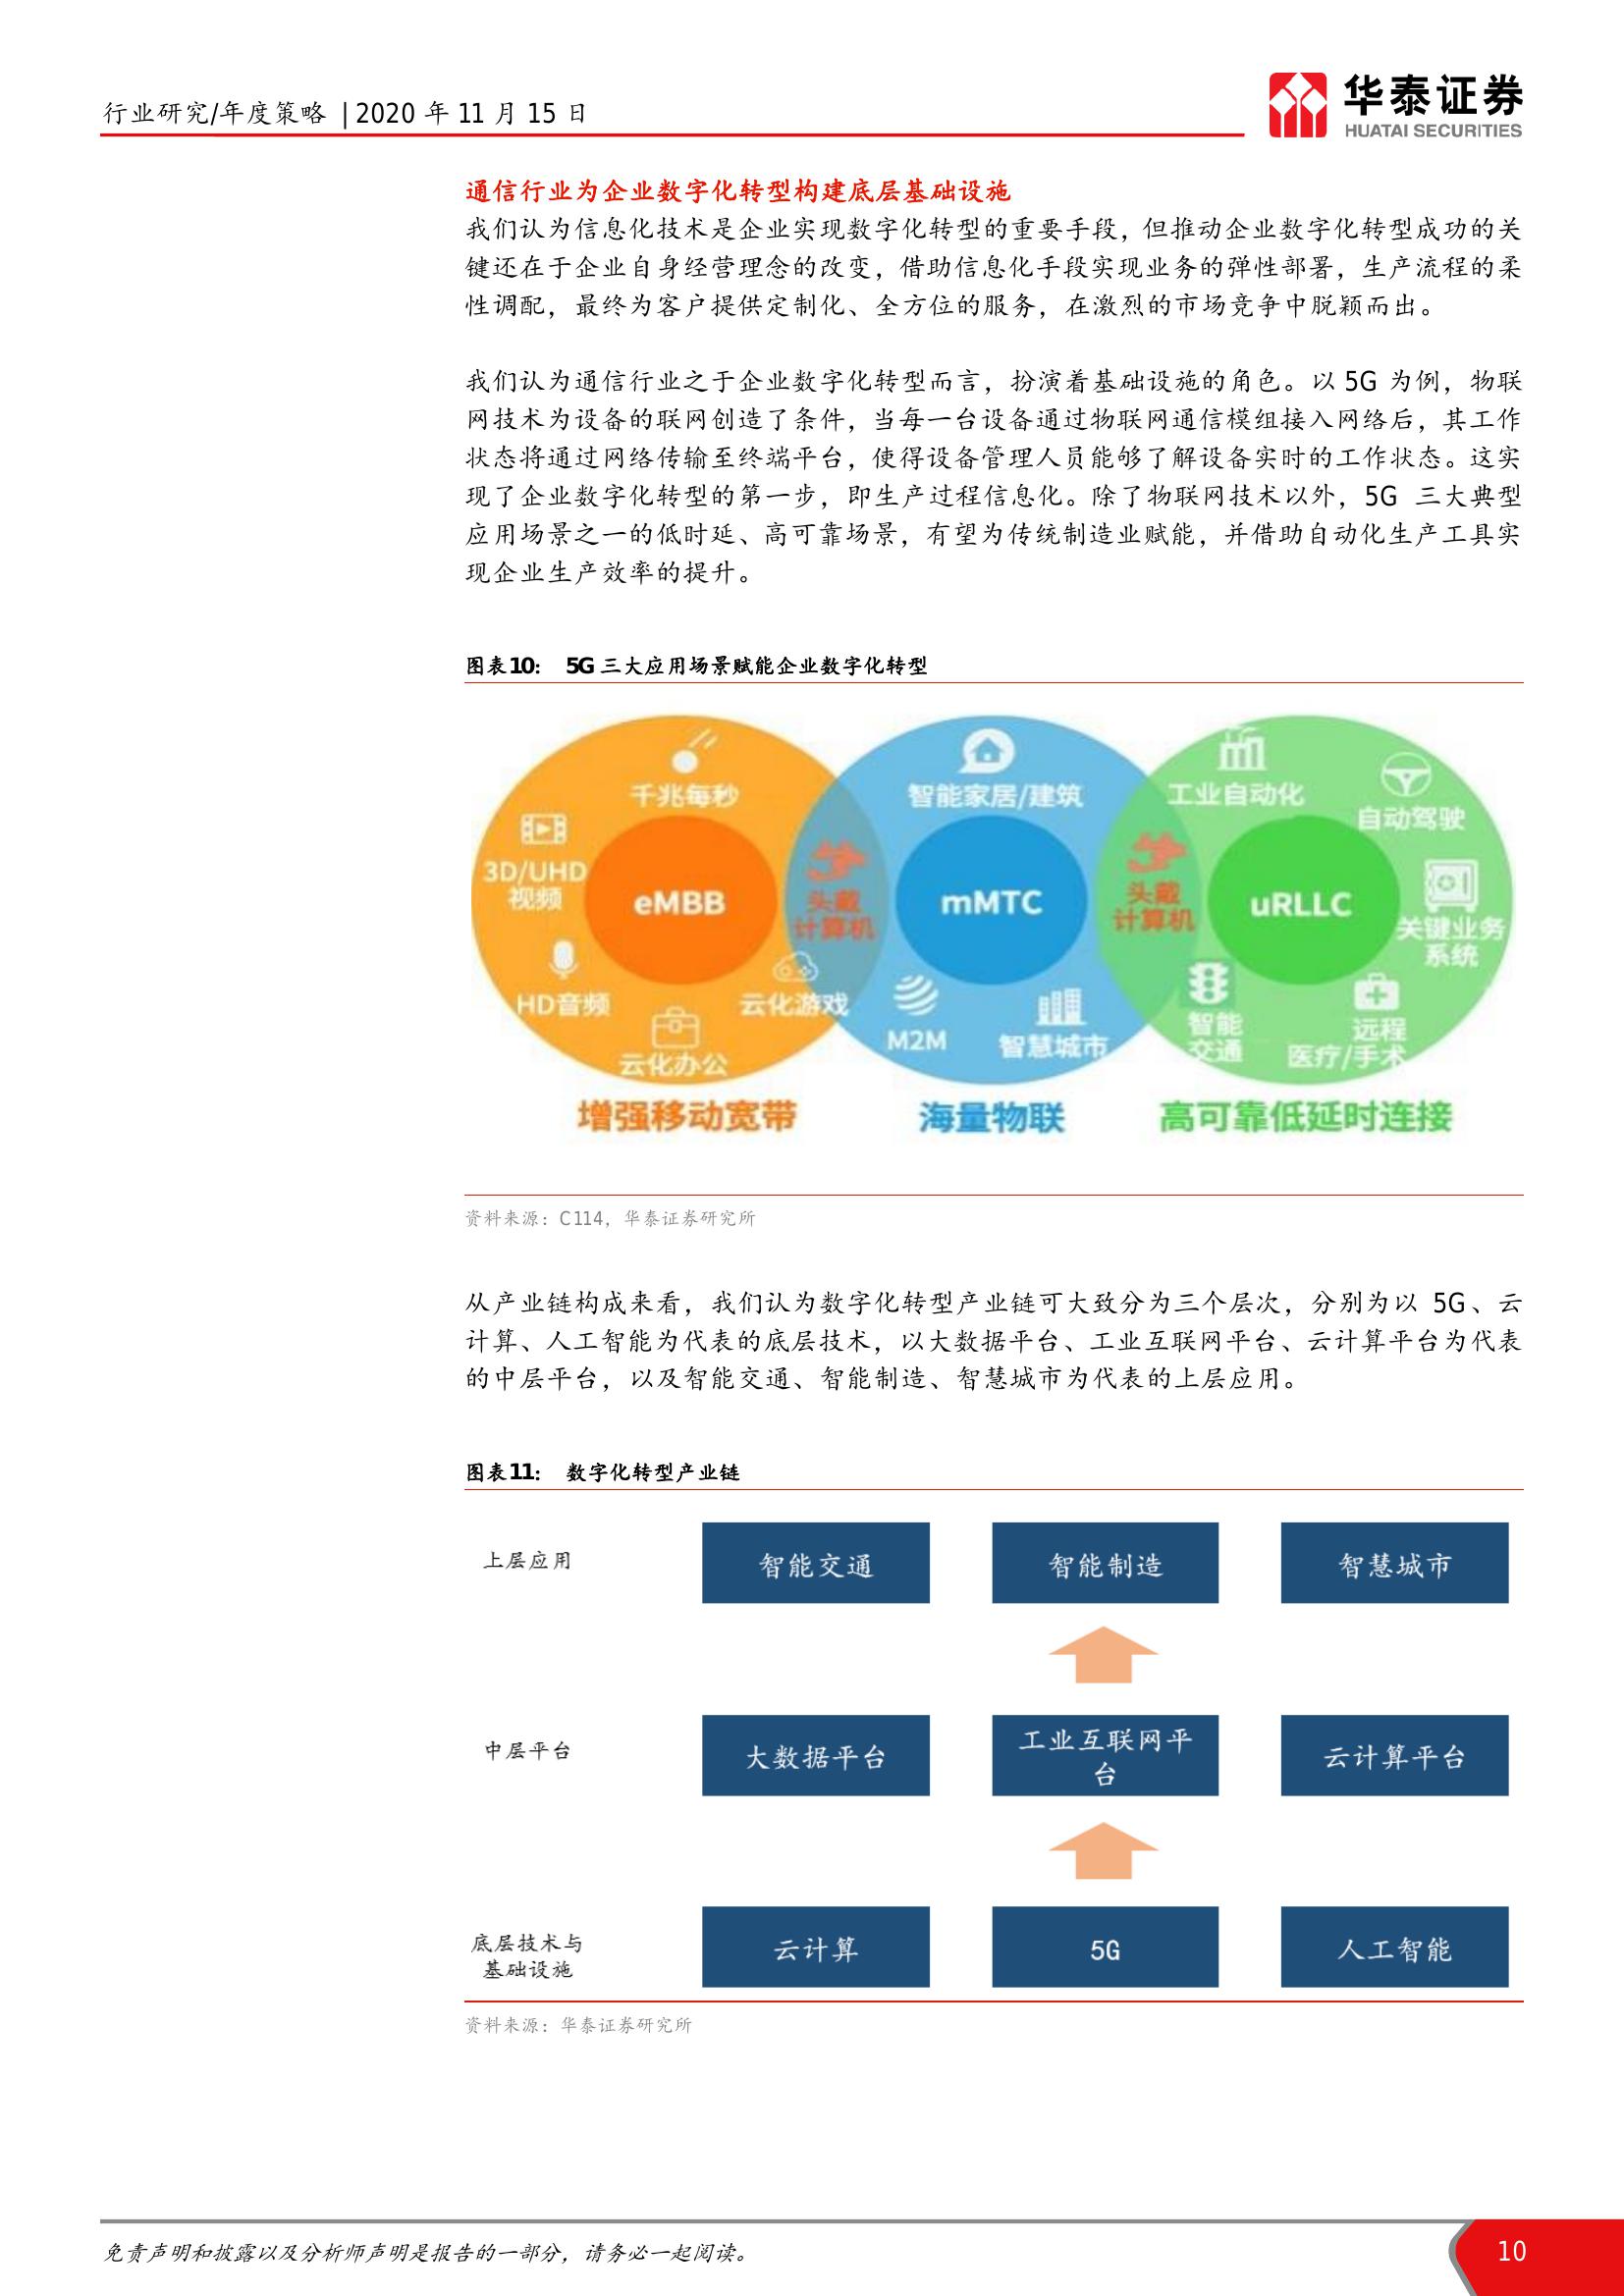 行业研究/年度策略 | 2020 年 11 月 15 日
华泰证券
HUATAI SECURITIES
通信行业为企业数字化转型构建底层基础设施
我们认为信息化技术是企业实现数字化转型的重要手段，但推动企业数字化转型成功的关
键还在于企业自身经营理念的改变，借助信息化手段实现业务的弹性部署，生产流程的柔
性调配，最终为客户提供定制化、全方位的服务，在激烈的市场竞争中脱颖而出。
我们认为通信行业之于企业数字化转型而言，扮演着基础设施的角色。以 5G 为例，物联
网技术为设备的联网创造了条件，当每一台设备通过物联网通信模组接入网络后，其工作
状态将通过网络传输至终端平台，使得设备管理人员能够了解设备实时的工作状态。这实
现了企业数字化转型的第一步，即生产过程信息化。除了物联网技术以外，5G 三大典型
应用场景之一的低时延、高可靠场景，有望为传统制造业赋能，并借助自动化生产工具实
现企业生产效率的提升。
图表10： 5G 三大应用场景赋能企业数字化转型
千兆每秒
3D/UHD
视频
eMBB
HD音频
云化办公
云化游戏
头戴
计算机
智能家居/建筑
mMTC
M2M
智慧城市
头戴
计算机
工业自动化
自动驾驶
uRLLC
关键业务
系统
智能
交通
远程
医疗/手术
增强移动宽带
海量物联
高可靠低延时连接
资料来源：C114，华泰证券研究所
从产业链构成来看，我们认为数字化转型产业链可大致分为三个层次，分别为以 5G、云
计算、人工智能为代表的底层技术，以大数据平台、工业互联网平台、云计算平台为代表
的中层平台，以及智能交通、智能制造、智慧城市为代表的上层应用。
图表11： 数字化转型产业链
上层应用
智能交通
智能制造
智慧城市
中层平台
大数据平台
工业互联网平
台
云计算平台
底层技术与
基础设施
云计算
5G
人工智能
资料来源：华泰证券研究所
免责声明和披露以及分析师声明是报告的一部分，请务必一起阅读。
10